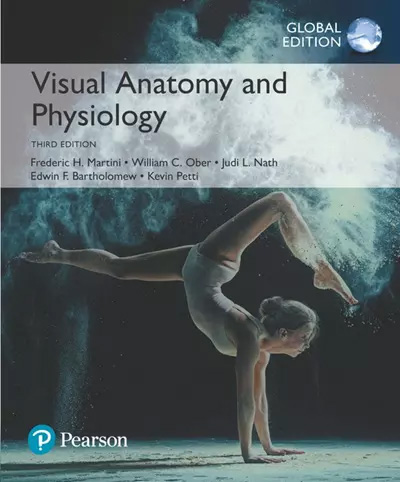 GLOBAL
EDITION
Visual Anatomy and
Physiology
THIRD EDITION
Frederic H. Martini • William C. Ober • Judi L. Nath
Edwin F. Bartholomew • Kevin Petti
Pearson